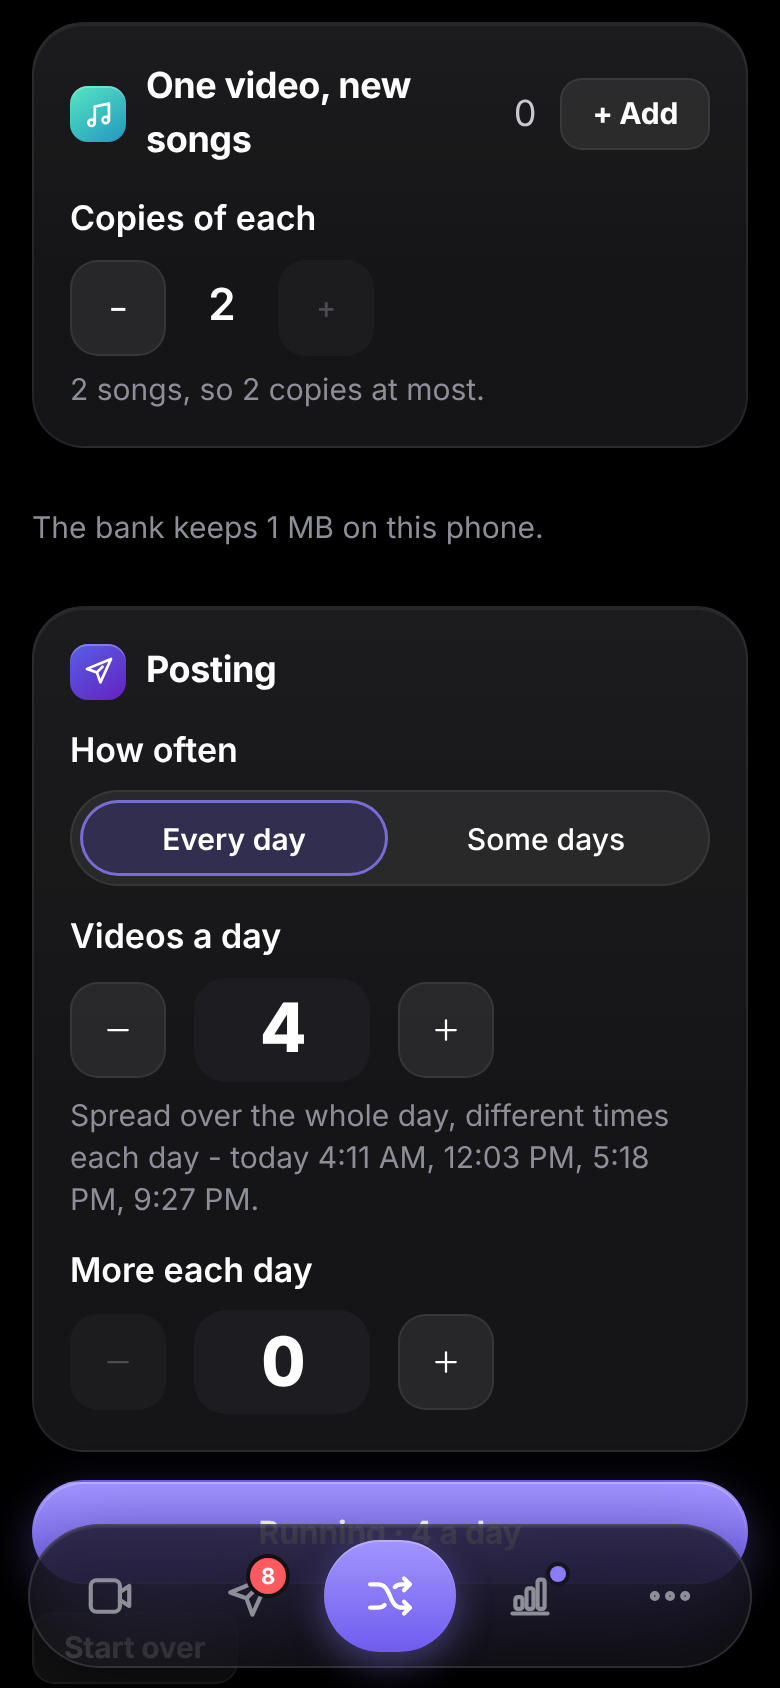 One video, new
songs
0
+ Add
Copies of each
−
2
+
2 songs, so 2 copies at most.
The bank keeps 1 MB on this phone.
Posting
How often
Every day
Some days
Videos a day
−
4
+
Spread over the whole day, different times
each day - today 4:11 AM, 12:03 PM, 5:18
PM, 9:27 PM.
More each day
−
0
+
Running · 4 a day
8
Start over